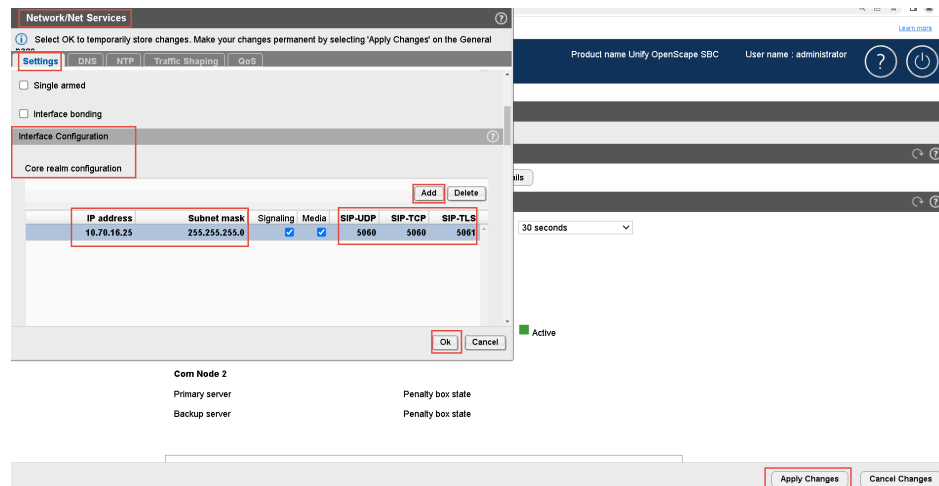 Network/Net Services
Select OK to temporarily store changes. Make your changes permanent by selecting 'Apply Changes' on the General
Settings DNS NTP Traffic Shaping QoS
Single armed
Interface bonding
Interface Configuration
Core realm configuration
Add Delete
IP address Subnet mask Signaling Media SIP-UDP SIP-TCP SIP-TLS
10.70.16.25 255.255.255.0 5060 5060 5061
Ok Cancel
Learn more
Product name Unify OpenScape SBC User name : administrator
30 seconds
Active
Com Node 2
Primary server Penalty box state
Backup server Penalty box state
Apply Changes Cancel Changes